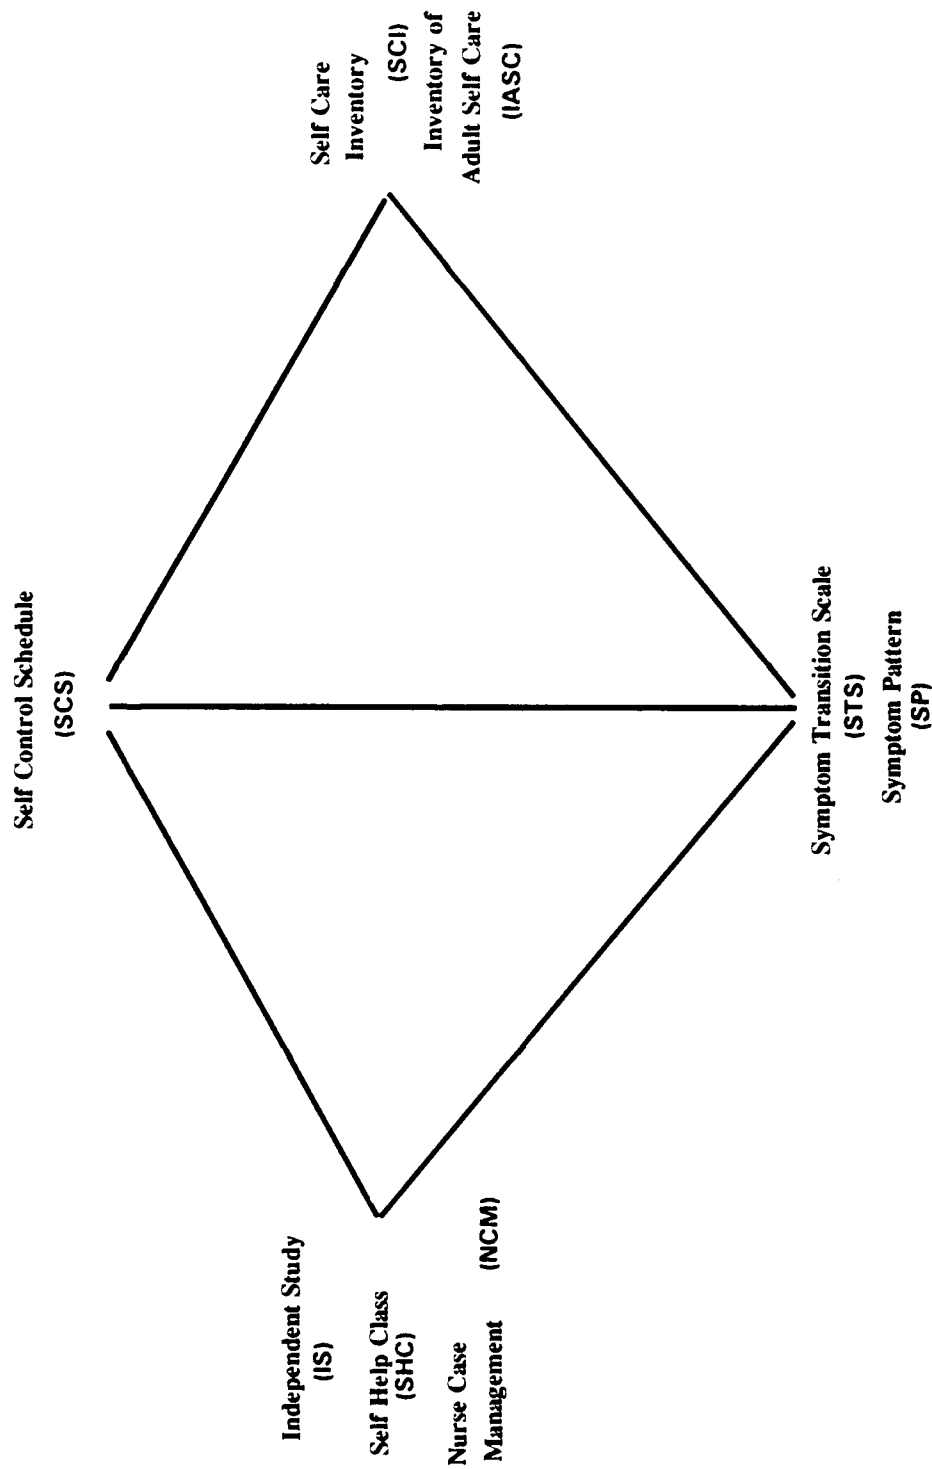 Self Control Schedule
(SCS)
Independent Study
(IS)
Self Help Class
(SHC)
Nurse Case
Management (NCM)
Self Care
Inventory
(SCI)
Inventory of
Adult Self Care
(IASC)
Symptom Transition Scale
(STS)
Symptom Pattern
(SP)